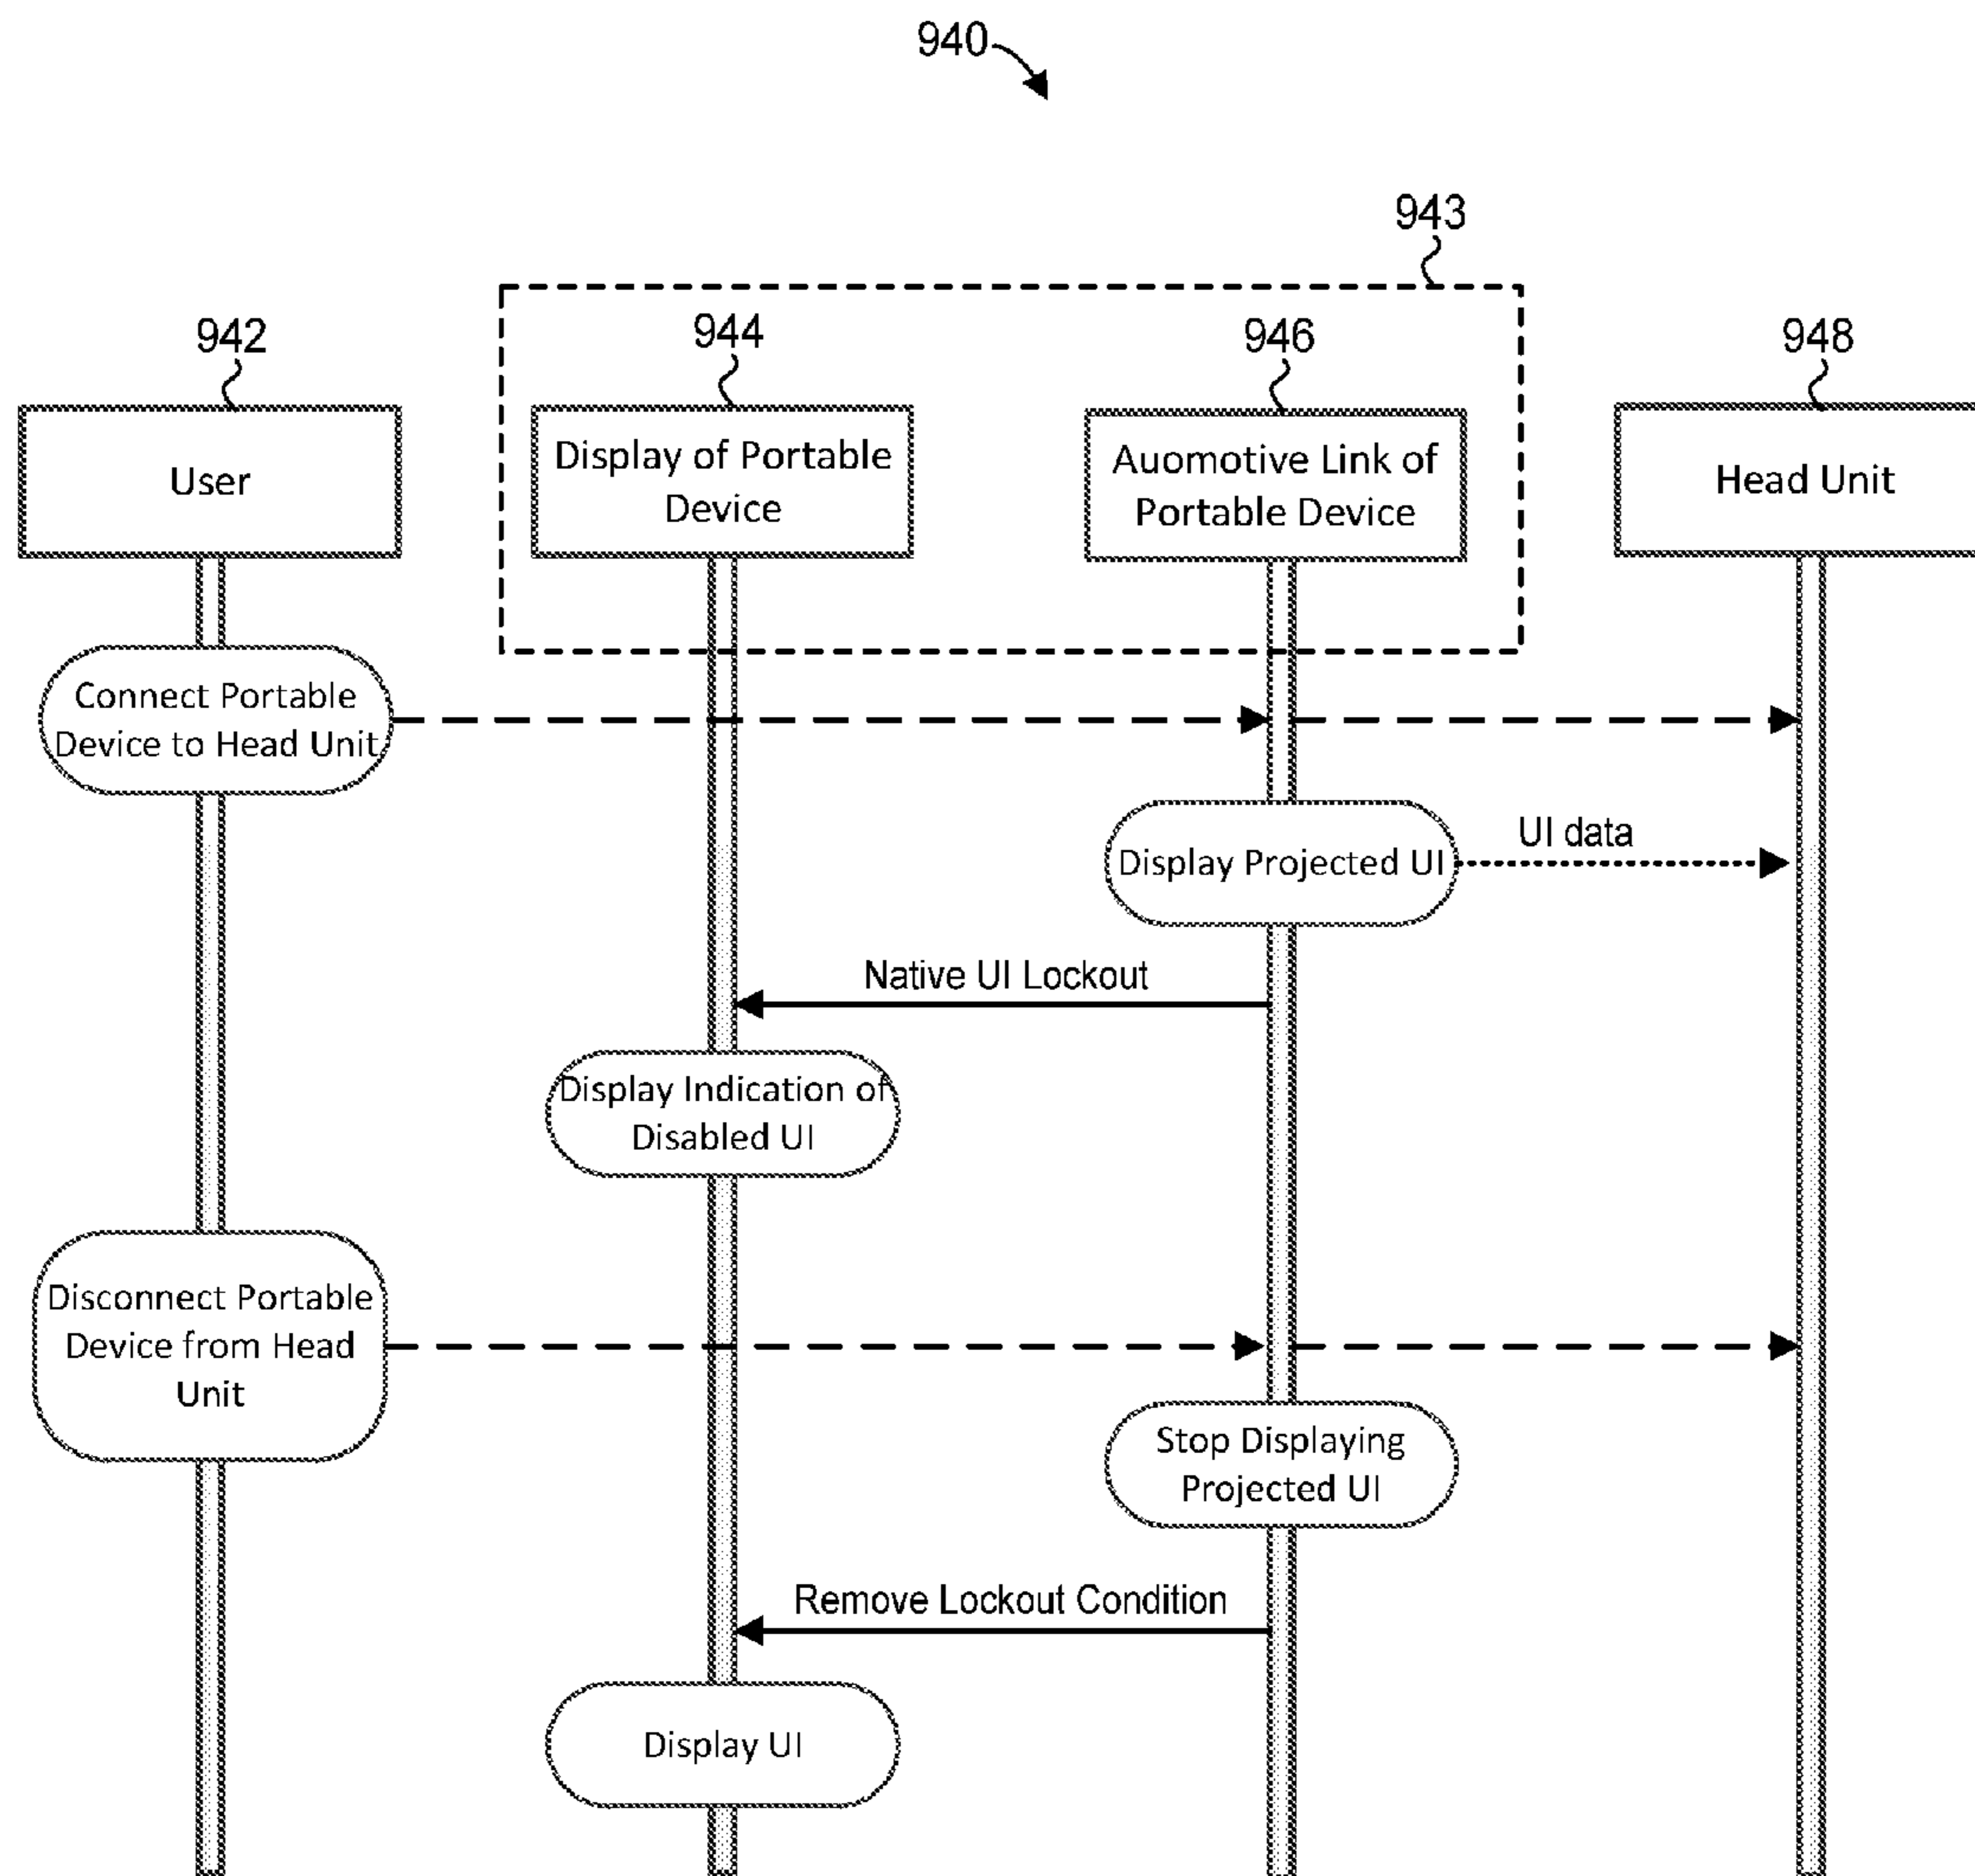 940
943
942
944
946
948
User
Display of Portable
Device
Auomotive Link of
Portable Device
Head Unit
Connect Portable
Device to Head Unit
Display Projected UI
UI data
Native UI Lockout
Display Indication of
Disabled UI
Disconnect Portable
Device from Head
Unit
Stop Displaying
Projected UI
Remove Lockout Condition
Display UI